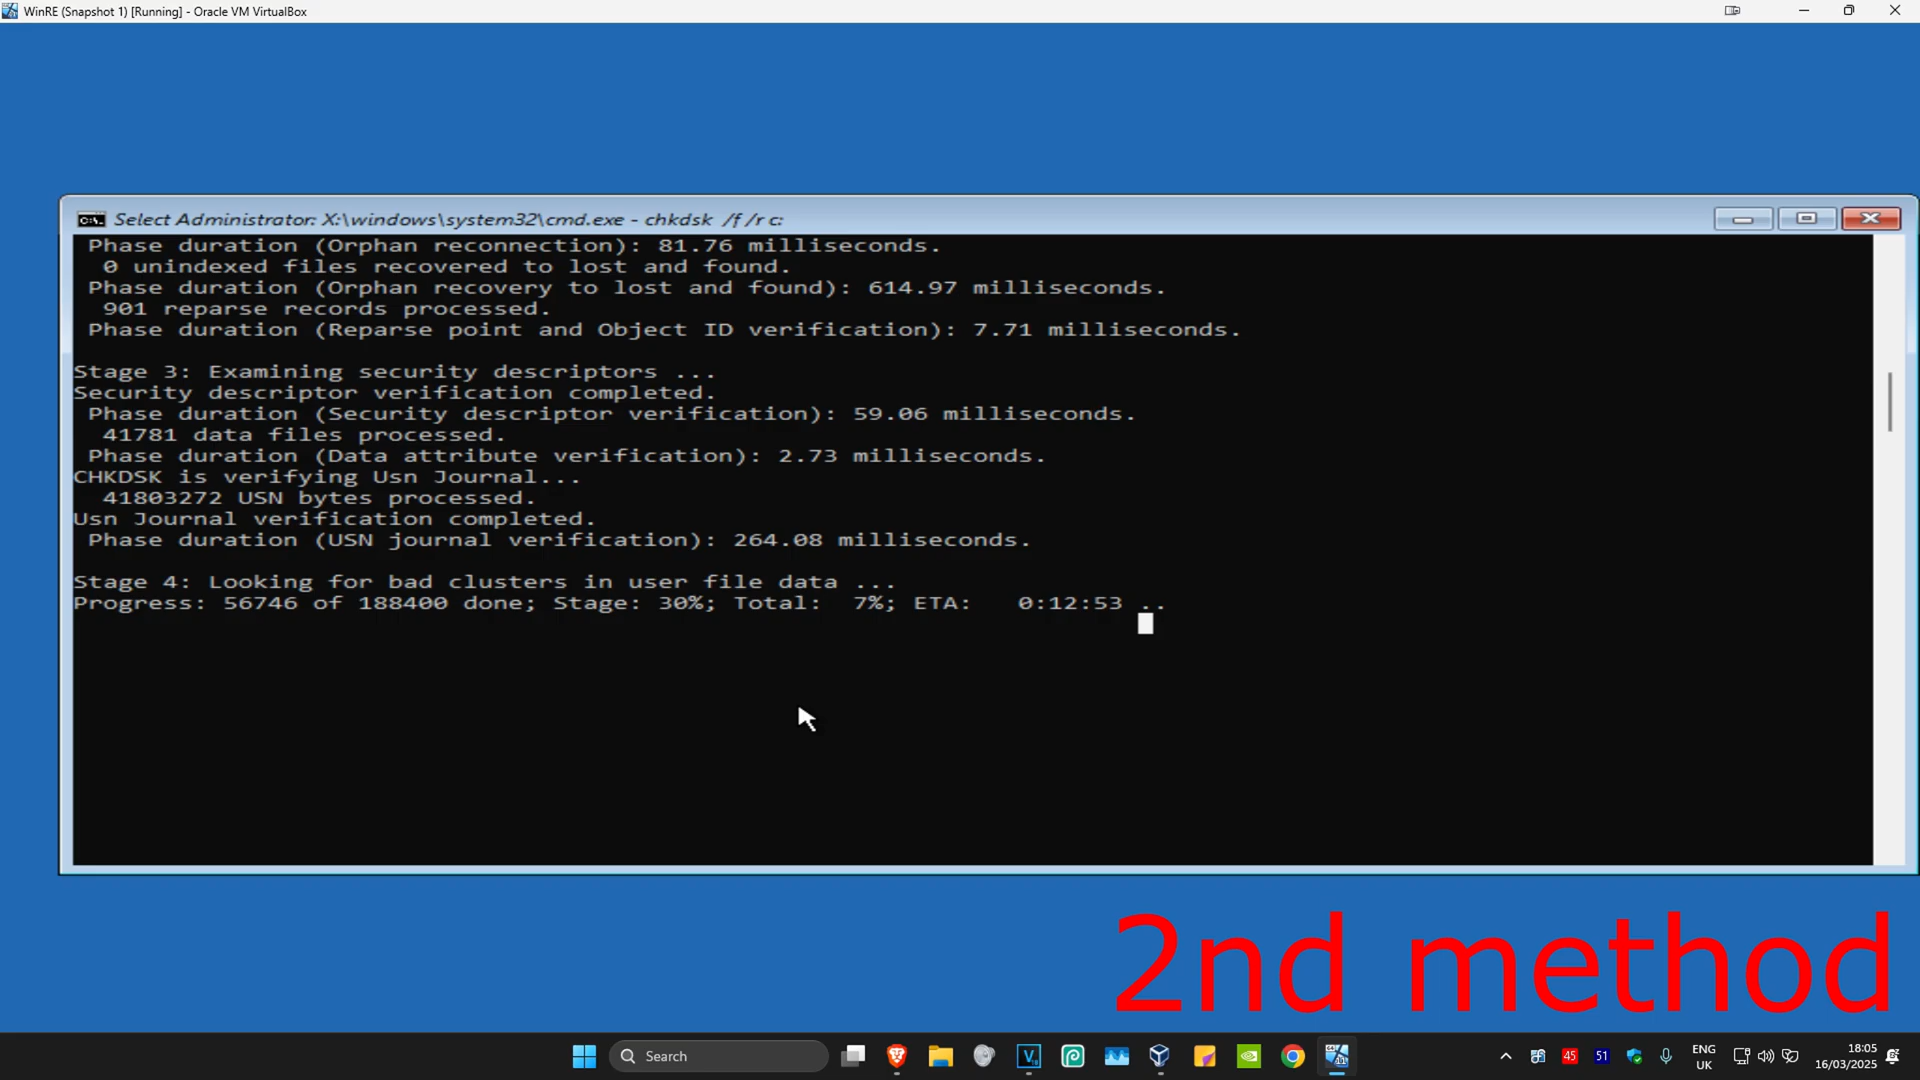 WinRE (Snapshot 1) [Running] - Oracle VM VirtualBox
Select Administrator: X:\windows\system32\cmd.exe - chkdsk /f /r c:
Phase duration (Orphan reconnection): 81.76 milliseconds.
0 unindexed files recovered to lost and found.
Phase duration (Orphan recovery to lost and found): 614.97 milliseconds.
901 reparse records processed.
Phase duration (Reparse point and Object ID verification): 7.71 milliseconds.
Stage 3: Examining security descriptors ...
Security descriptor verification completed.
Phase duration (Security descriptor verification): 59.06 milliseconds.
41781 data files processed.
Phase duration (Data attribute verification): 2.73 milliseconds.
CHKDSK is verifying Usn Journal...
41803272 USN bytes processed.
Usn Journal verification completed.
Phase duration (USN journal verification): 264.08 milliseconds.
Stage 4: Looking for bad clusters in user file data ...
Progress: 56746 of 188400 done; Stage: 30%; Total:  7%; ETA:   0:12:53 ..
2nd method
Search
45
51
ENG
UK
18:05
16/03/2025